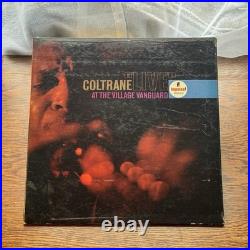 COLTRANE "LIVE"
AT THE VILLAGE VANGUARD
impulse!